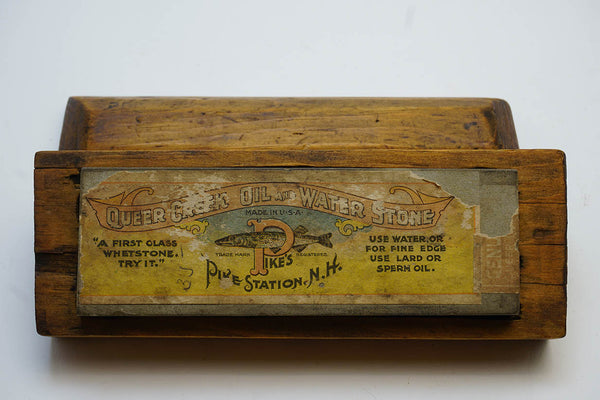 QUEER CREEK OIL AND WATER STONE
MADE IN U·S·A·
"A FIRST CLASS
WHETSTONE.
TRY IT."
TRADE MARK REGISTERED
PIKE'S
PIKE STATION, N.H.
USE WATER, OR
FOR FINE EDGE
USE LARD OR
SPERM OIL.